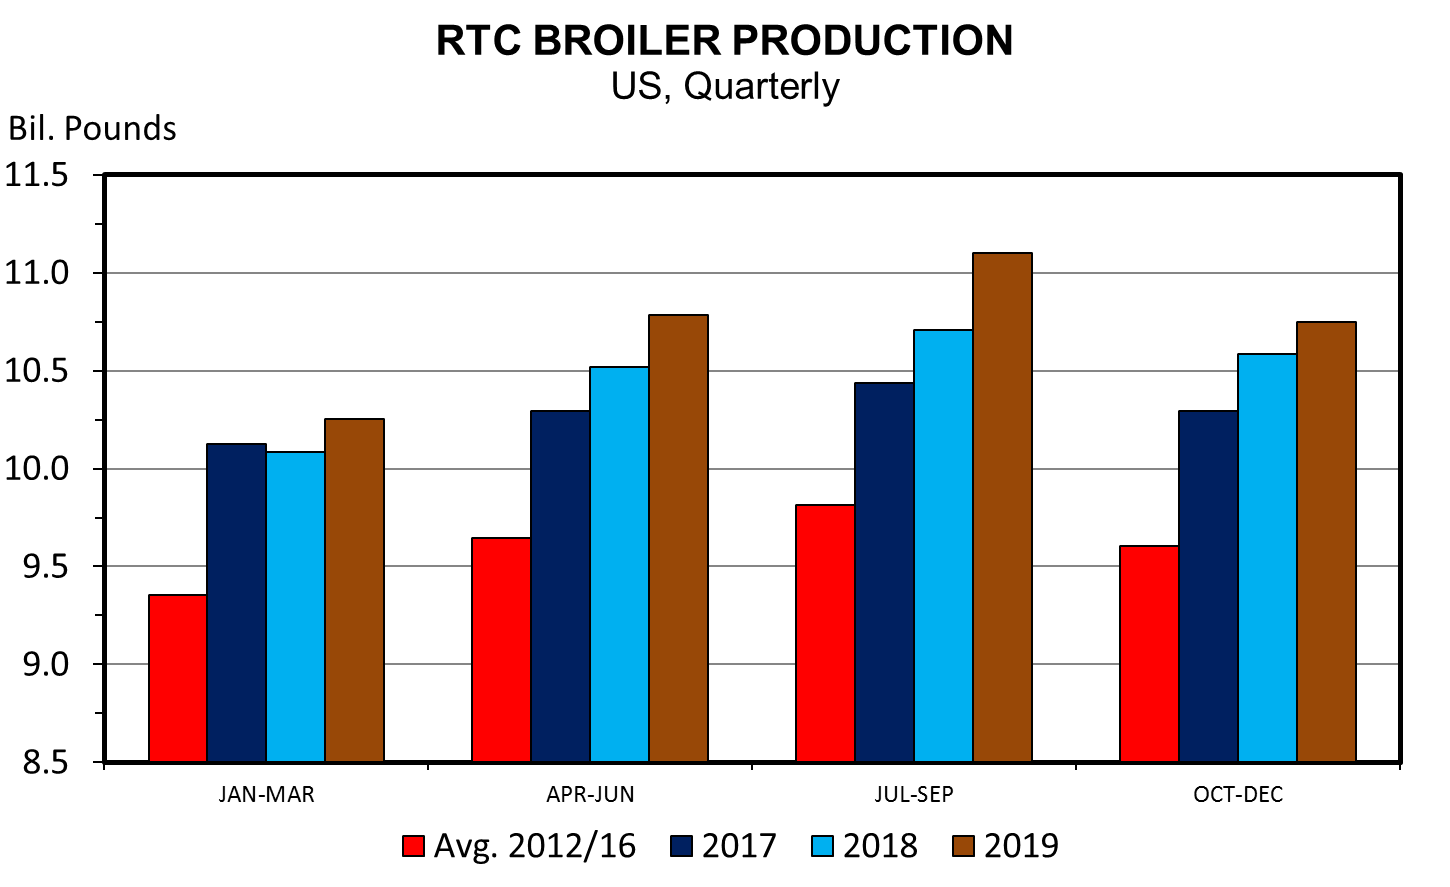 RTC BROILER PRODUCTION
US, Quarterly
Bil. Pounds
11.5
11.0
10.5
10.0
9.5
9.0
8.5
JAN-MAR APR-JUN JUL-SEP OCT-DEC
Avg. 2012/16 2017 2018 2019